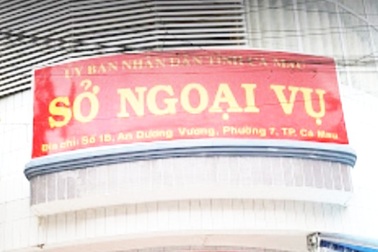 ỦY BAN NHÂN DÂN TỈNH CÀ MAU
SỞ NGOẠI VỤ
Địa chỉ: Số 1B, An Dương Vương, Phường 7, TP. Cà Mau